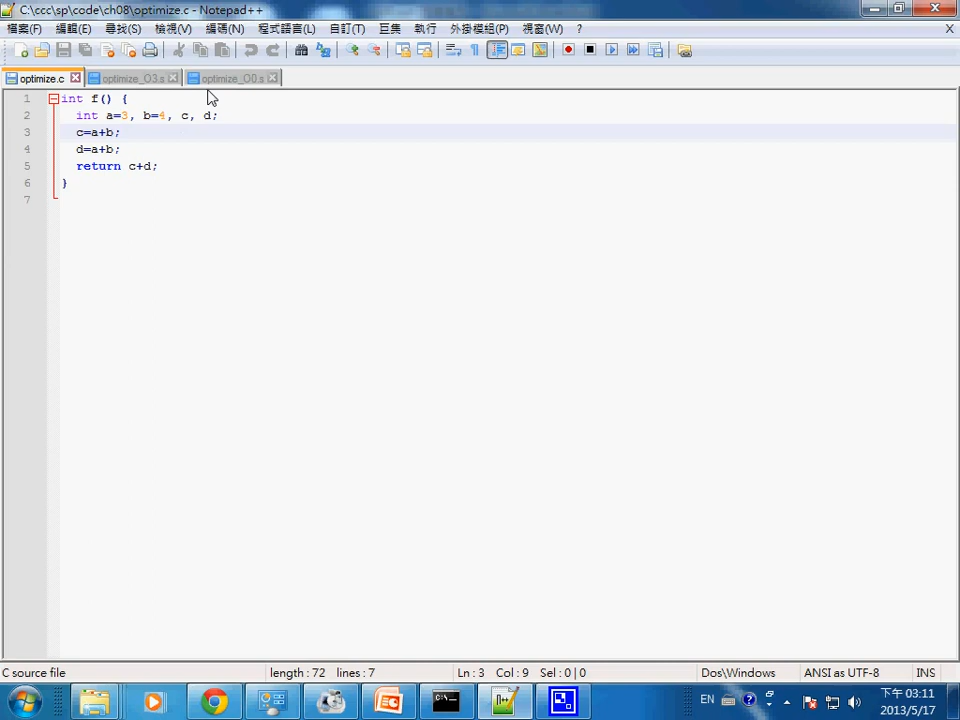 C:\ccc\sp\code\ch08\optimize.c - Notepad++
檔案(F) 編輯(E) 尋找(S) 檢視(V) 編碼(N) 程式語言(L) 自訂(T) 巨集 執行 外掛模組(P) 視窗(W) ? X
optimize.c optimize_O3.s optimize_O0.s
1 int f() {
2 int a=3, b=4, c, d;
3 c=a+b;
4 d=a+b;
5 return c+d;
6 }
7
C source file length : 72 lines : 7 Ln : 3 Col : 9 Sel : 0 | 0 Dos\Windows ANSI as UTF-8 INS
EN 下午 03:11
2013/5/17